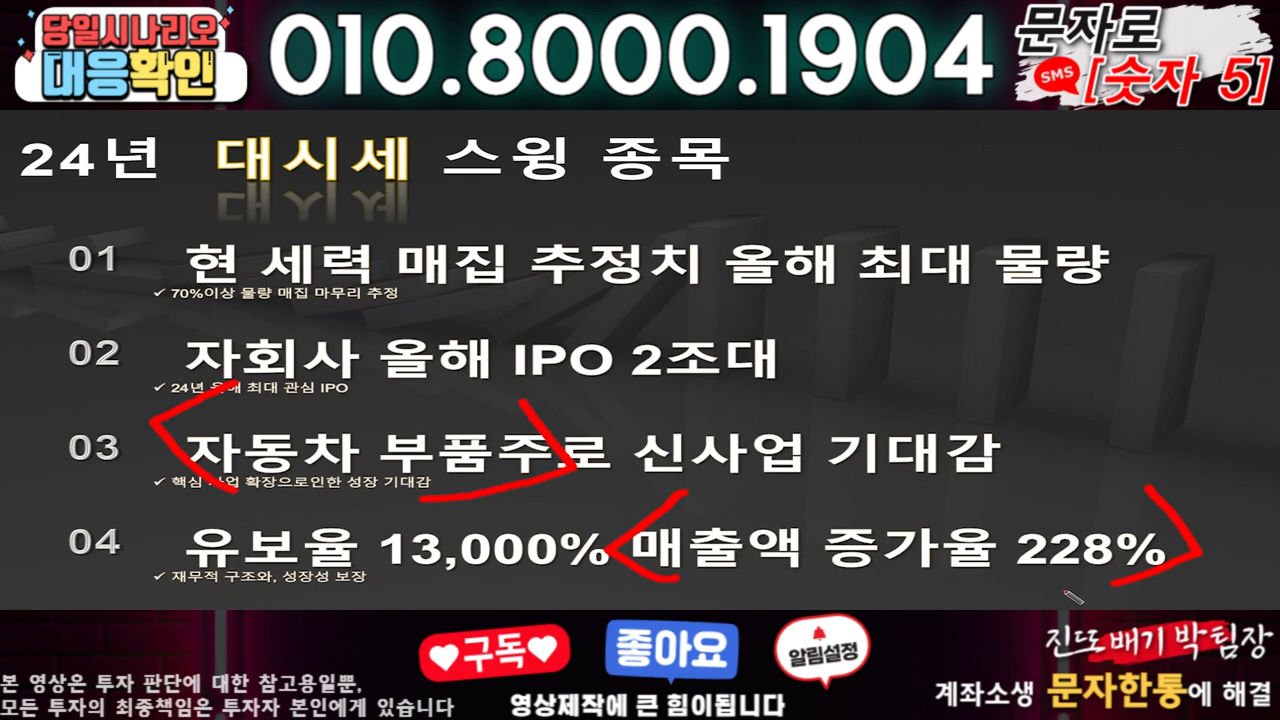 당일시나리오
대응확인
010.8000.1904
문자로
SMS
[숫자 5]
24년 대시세 스윙 종목
01 현 세력 매집 추정치 올해 최대 물량
✓ 70%이상 물량 매집 마무리 추정
02 자회사 올해 IPO 2조대
✓ 24년 올해 최대 관심 IPO
03 자동차 부품주로 신사업 기대감
✓ 핵심 사업 확장으로인한 성장 기대감
04 유보율 13,000% 매출액 증가율 228%
✓ 재무적 구조와, 성장성 보장
구독
좋아요
알림설정
진또배기 박팀장
본 영상은 투자 판단에 대한 참고용일뿐,
모든 투자의 최종책임은 투자자 본인에게 있습니다
영상제작에 큰 힘이됩니다
계좌소생 문자한통에 해결